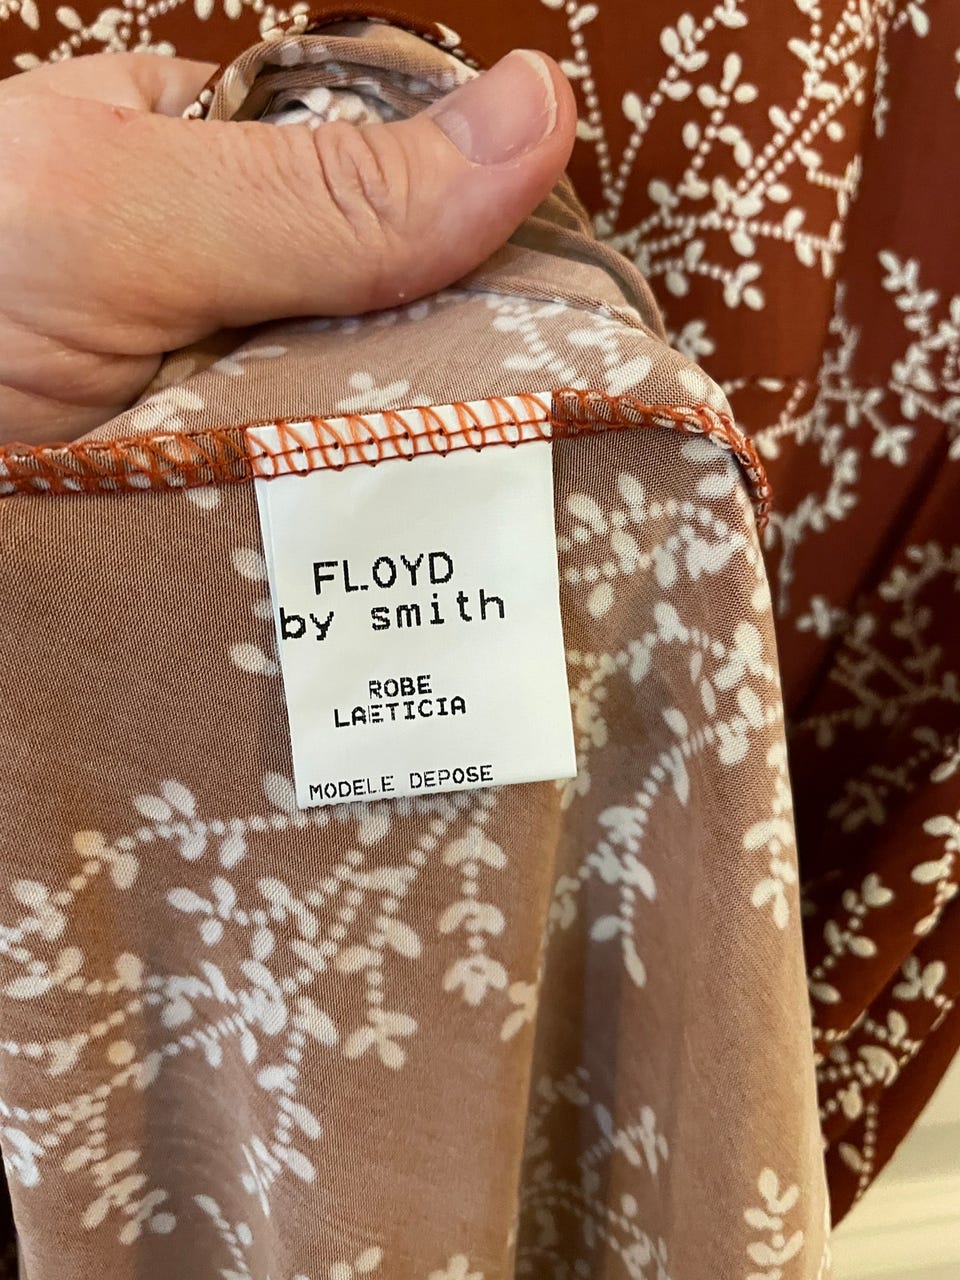 FLOYD
by smith
ROBE
LAETICIA
MODELE DEPOSE